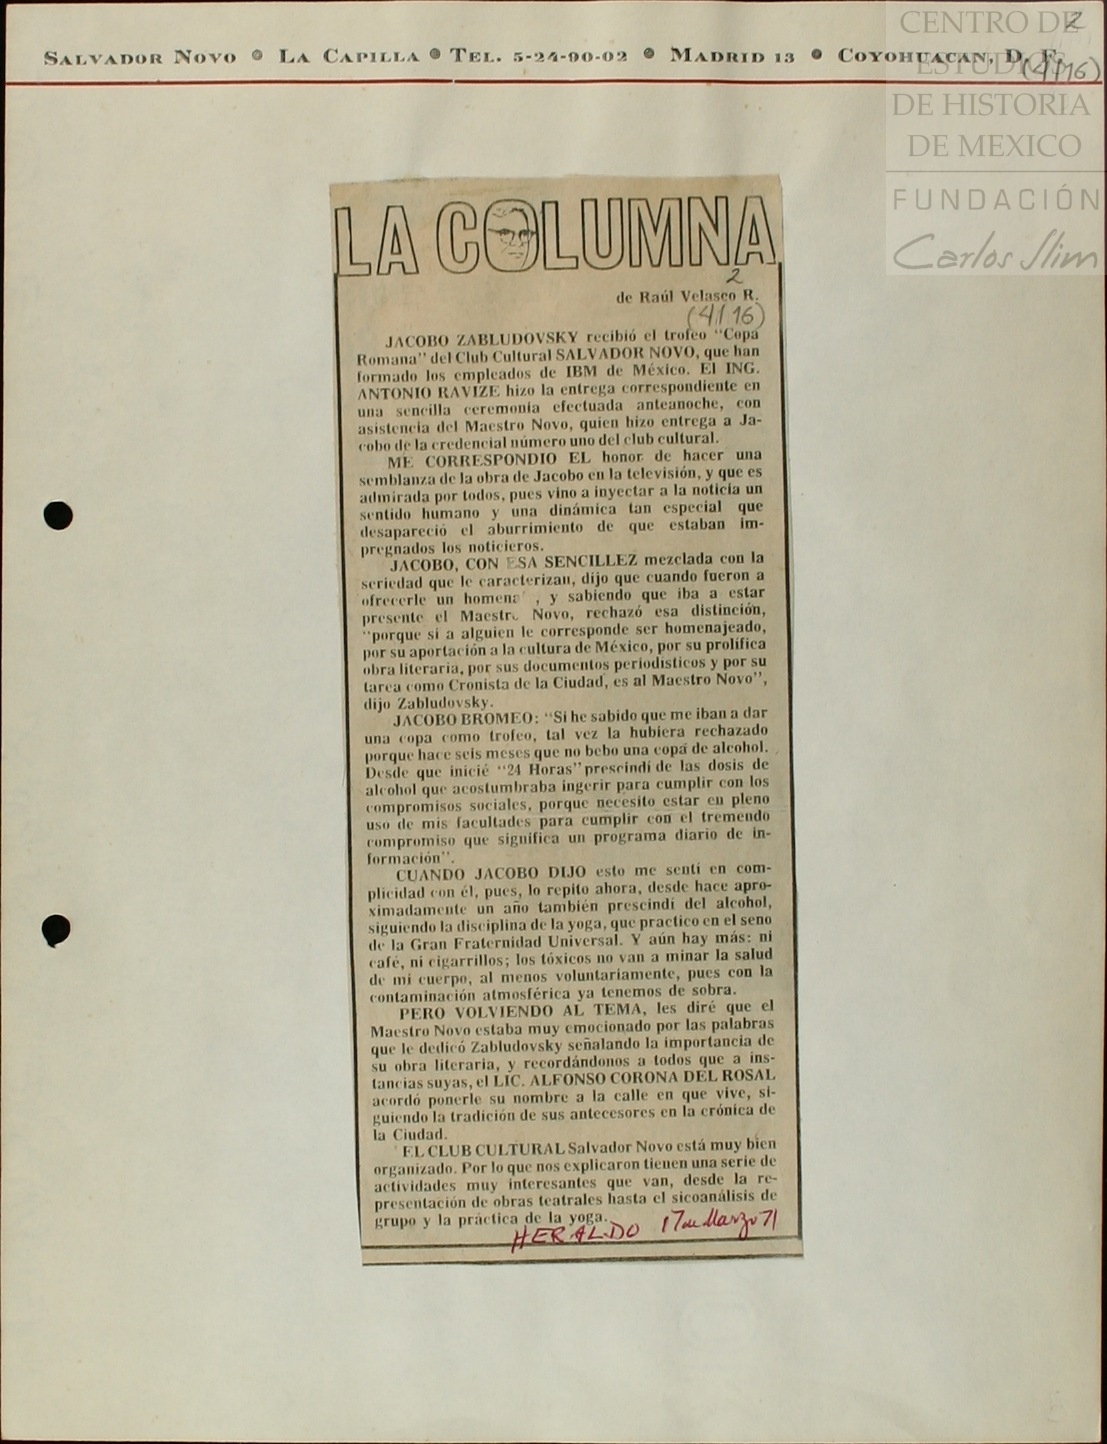 CENTRO DE
ESTUDIOS
DE HISTORIA
DE MEXICO
FUNDACIÓN
Carlos Slim
2
SALVADOR NOVO • LA CAPILLA • TEL. 5-24-90-02 • MADRID 13 • COYOHUACAN, D. F.
(4/16)
LA COLUMNA
2
de Raúl Velasco R.
(4/16)
JACOBO ZABLUDOVSKY recibió el trofeo "Copa
Romana" del Club Cultural SALVADOR NOVO, que han
formado los empleados de IBM de México. El ING.
ANTONIO RAVIZE hizo la entrega correspondiente en
una sencilla ceremonia efectuada anteanoche, con
asistencia del Maestro Novo, quien hizo entrega a Ja-
cobo de la credencial número uno del club cultural.
ME CORRESPONDIO EL honor de hacer una
semblanza de la obra de Jacobo en la televisión, y que es
admirada por todos, pues vino a inyectar a la noticia un
sentido humano y una dinámica tan especial que
desapareció el aburrimiento de que estaban im-
pregnados los noticieros.
JACOBO, CON ESA SENCILLEZ mezclada con la
seriedad que le caracterizan, dijo que cuando fueron a
ofrecerle un homena , y sabiendo que iba a estar
presente el Maestro Novo, rechazó esa distinción,
"porque si a alguien le corresponde ser homenajeado,
por su aportación a la cultura de México, por su prolífica
obra literaria, por sus documentos periodísticos y por su
tarea como Cronista de la Ciudad, es al Maestro Novo",
dijo Zabludovsky.
JACOBO BROMEO: "Si he sabido que me iban a dar
una copa como trofeo, tal vez la hubiera rechazado
porque hace seis meses que no bebo una copa de alcohol.
Desde que inicié "24 Horas" prescindí de las dosis de
alcohol que acostumbraba ingerir para cumplir con los
compromisos sociales, porque necesito estar en pleno
uso de mis facultades para cumplir con el tremendo
compromiso que significa un programa diario de in-
formación".
CUANDO JACOBO DIJO esto me sentí en com-
plicidad con él, pues, lo repito ahora, desde hace apro-
ximadamente un año también prescindí del alcohol,
siguiendo la disciplina de la yoga, que practico en el seno
de la Gran Fraternidad Universal. Y aún hay más: ni
café, ni cigarrillos; los tóxicos no van a minar la salud
de mi cuerpo, al menos voluntariamente, pues con la
contaminación atmosférica ya tenemos de sobra.
PERO VOLVIENDO AL TEMA, les diré que el
Maestro Novo estaba muy emocionado por las palabras
que le dedicó Zabludovsky señalando la importancia de
su obra literaria, y recordándonos a todos que a ins-
tancias suyas, el LIC. ALFONSO CORONA DEL ROSAL
acordó ponerle su nombre a la calle en que vive, si-
guiendo la tradición de sus antecesores en la crónica de
la Ciudad.
EL CLUB CULTURAL Salvador Novo está muy bien
organizado. Por lo que nos explicaron tienen una serie de
actividades muy interesantes que van, desde la re-
presentación de obras teatrales hasta el sicoanálisis de
grupo y la práctica de la yoga.
HERALDO 17 de Marzo 71